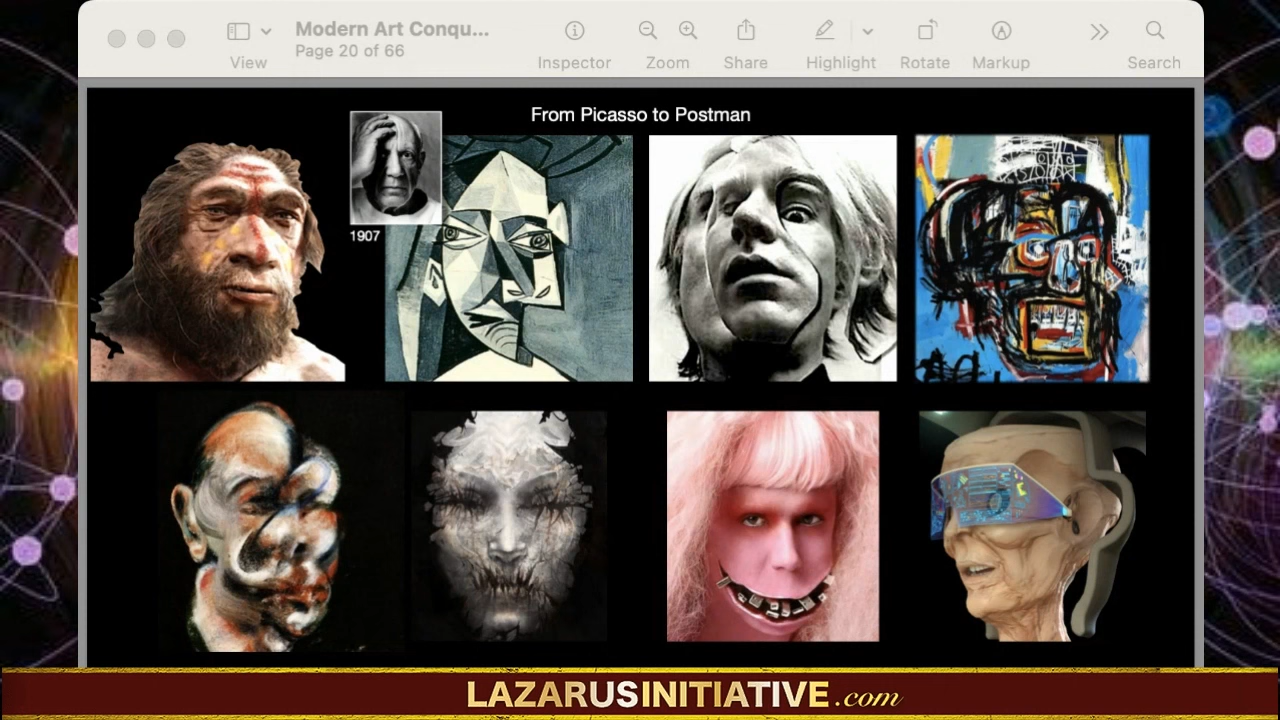 Modern Art Conqu...
Page 20 of 66
View
Inspector
Zoom
Share
Highlight
Rotate
Markup
Search
From Picasso to Postman
1907
LAZARUSINITIATIVE.com